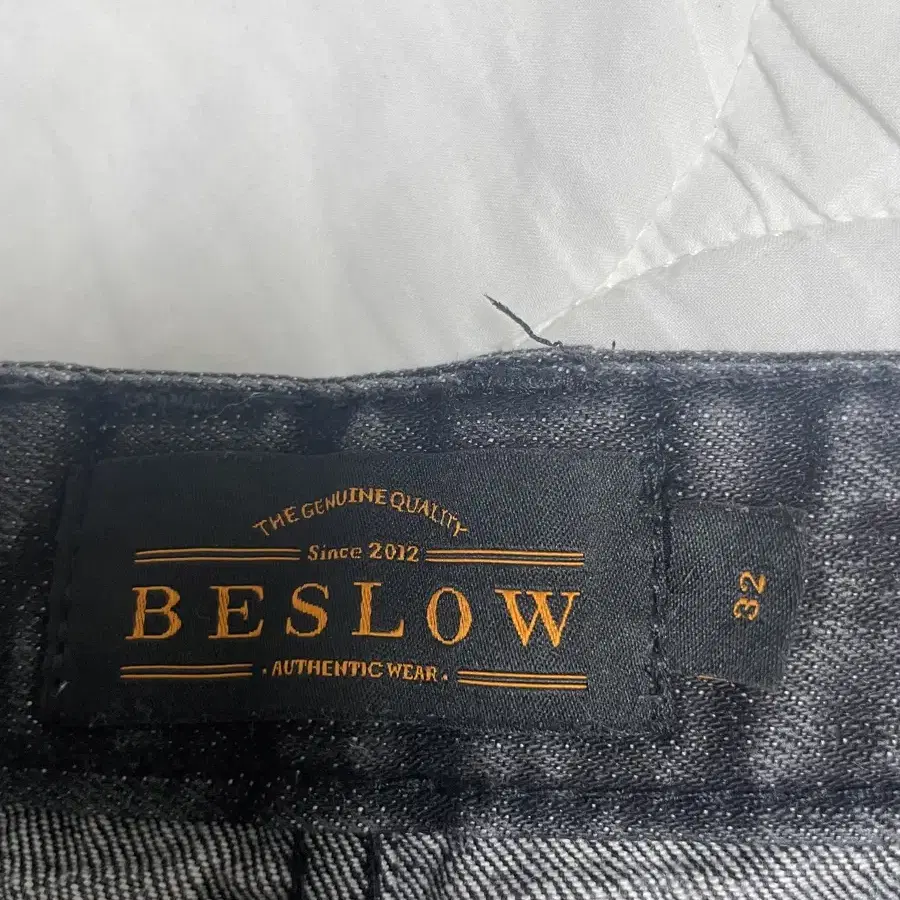 THE GENUINE QUALITY
Since 2012
BESLOW
· AUTHENTIC WEAR ·
32